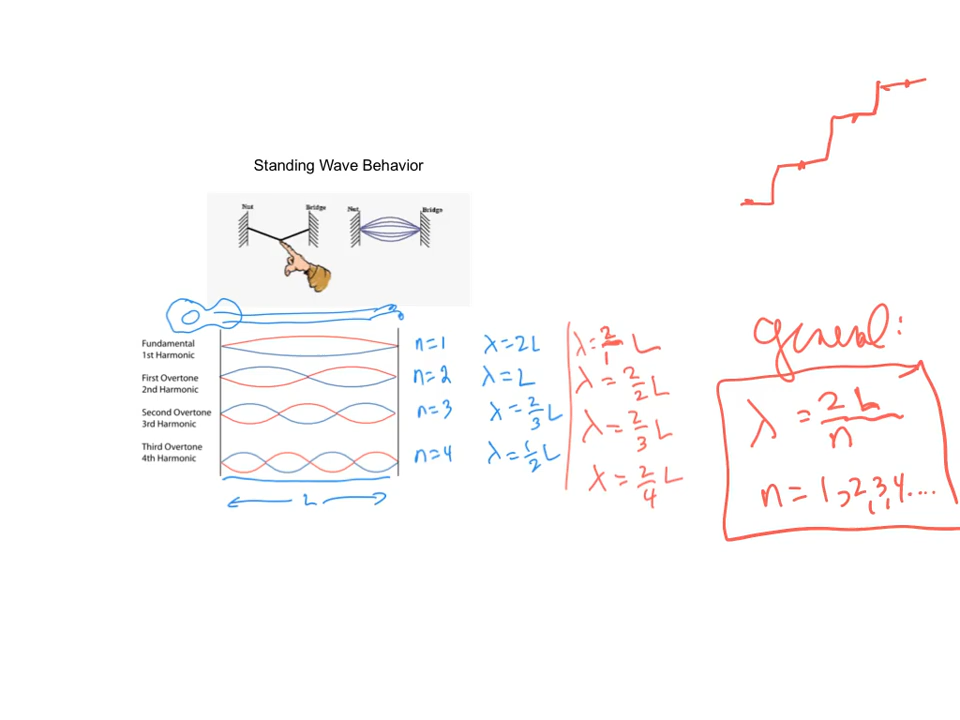 Standing Wave Behavior
Nut Bridge Nut Bridge
Fundamental
1st Harmonic
n=1 λ=2L λ=2/1 L
First Overtone
2nd Harmonic
n=2 λ=L λ=2/2 L
Second Overtone
3rd Harmonic
n=3 λ=2/3 L λ=2/3 L
Third Overtone
4th Harmonic
n=4 λ=1/2 L λ=2/4 L
L
general:
λ=2L/n
n=1,2,3,4....